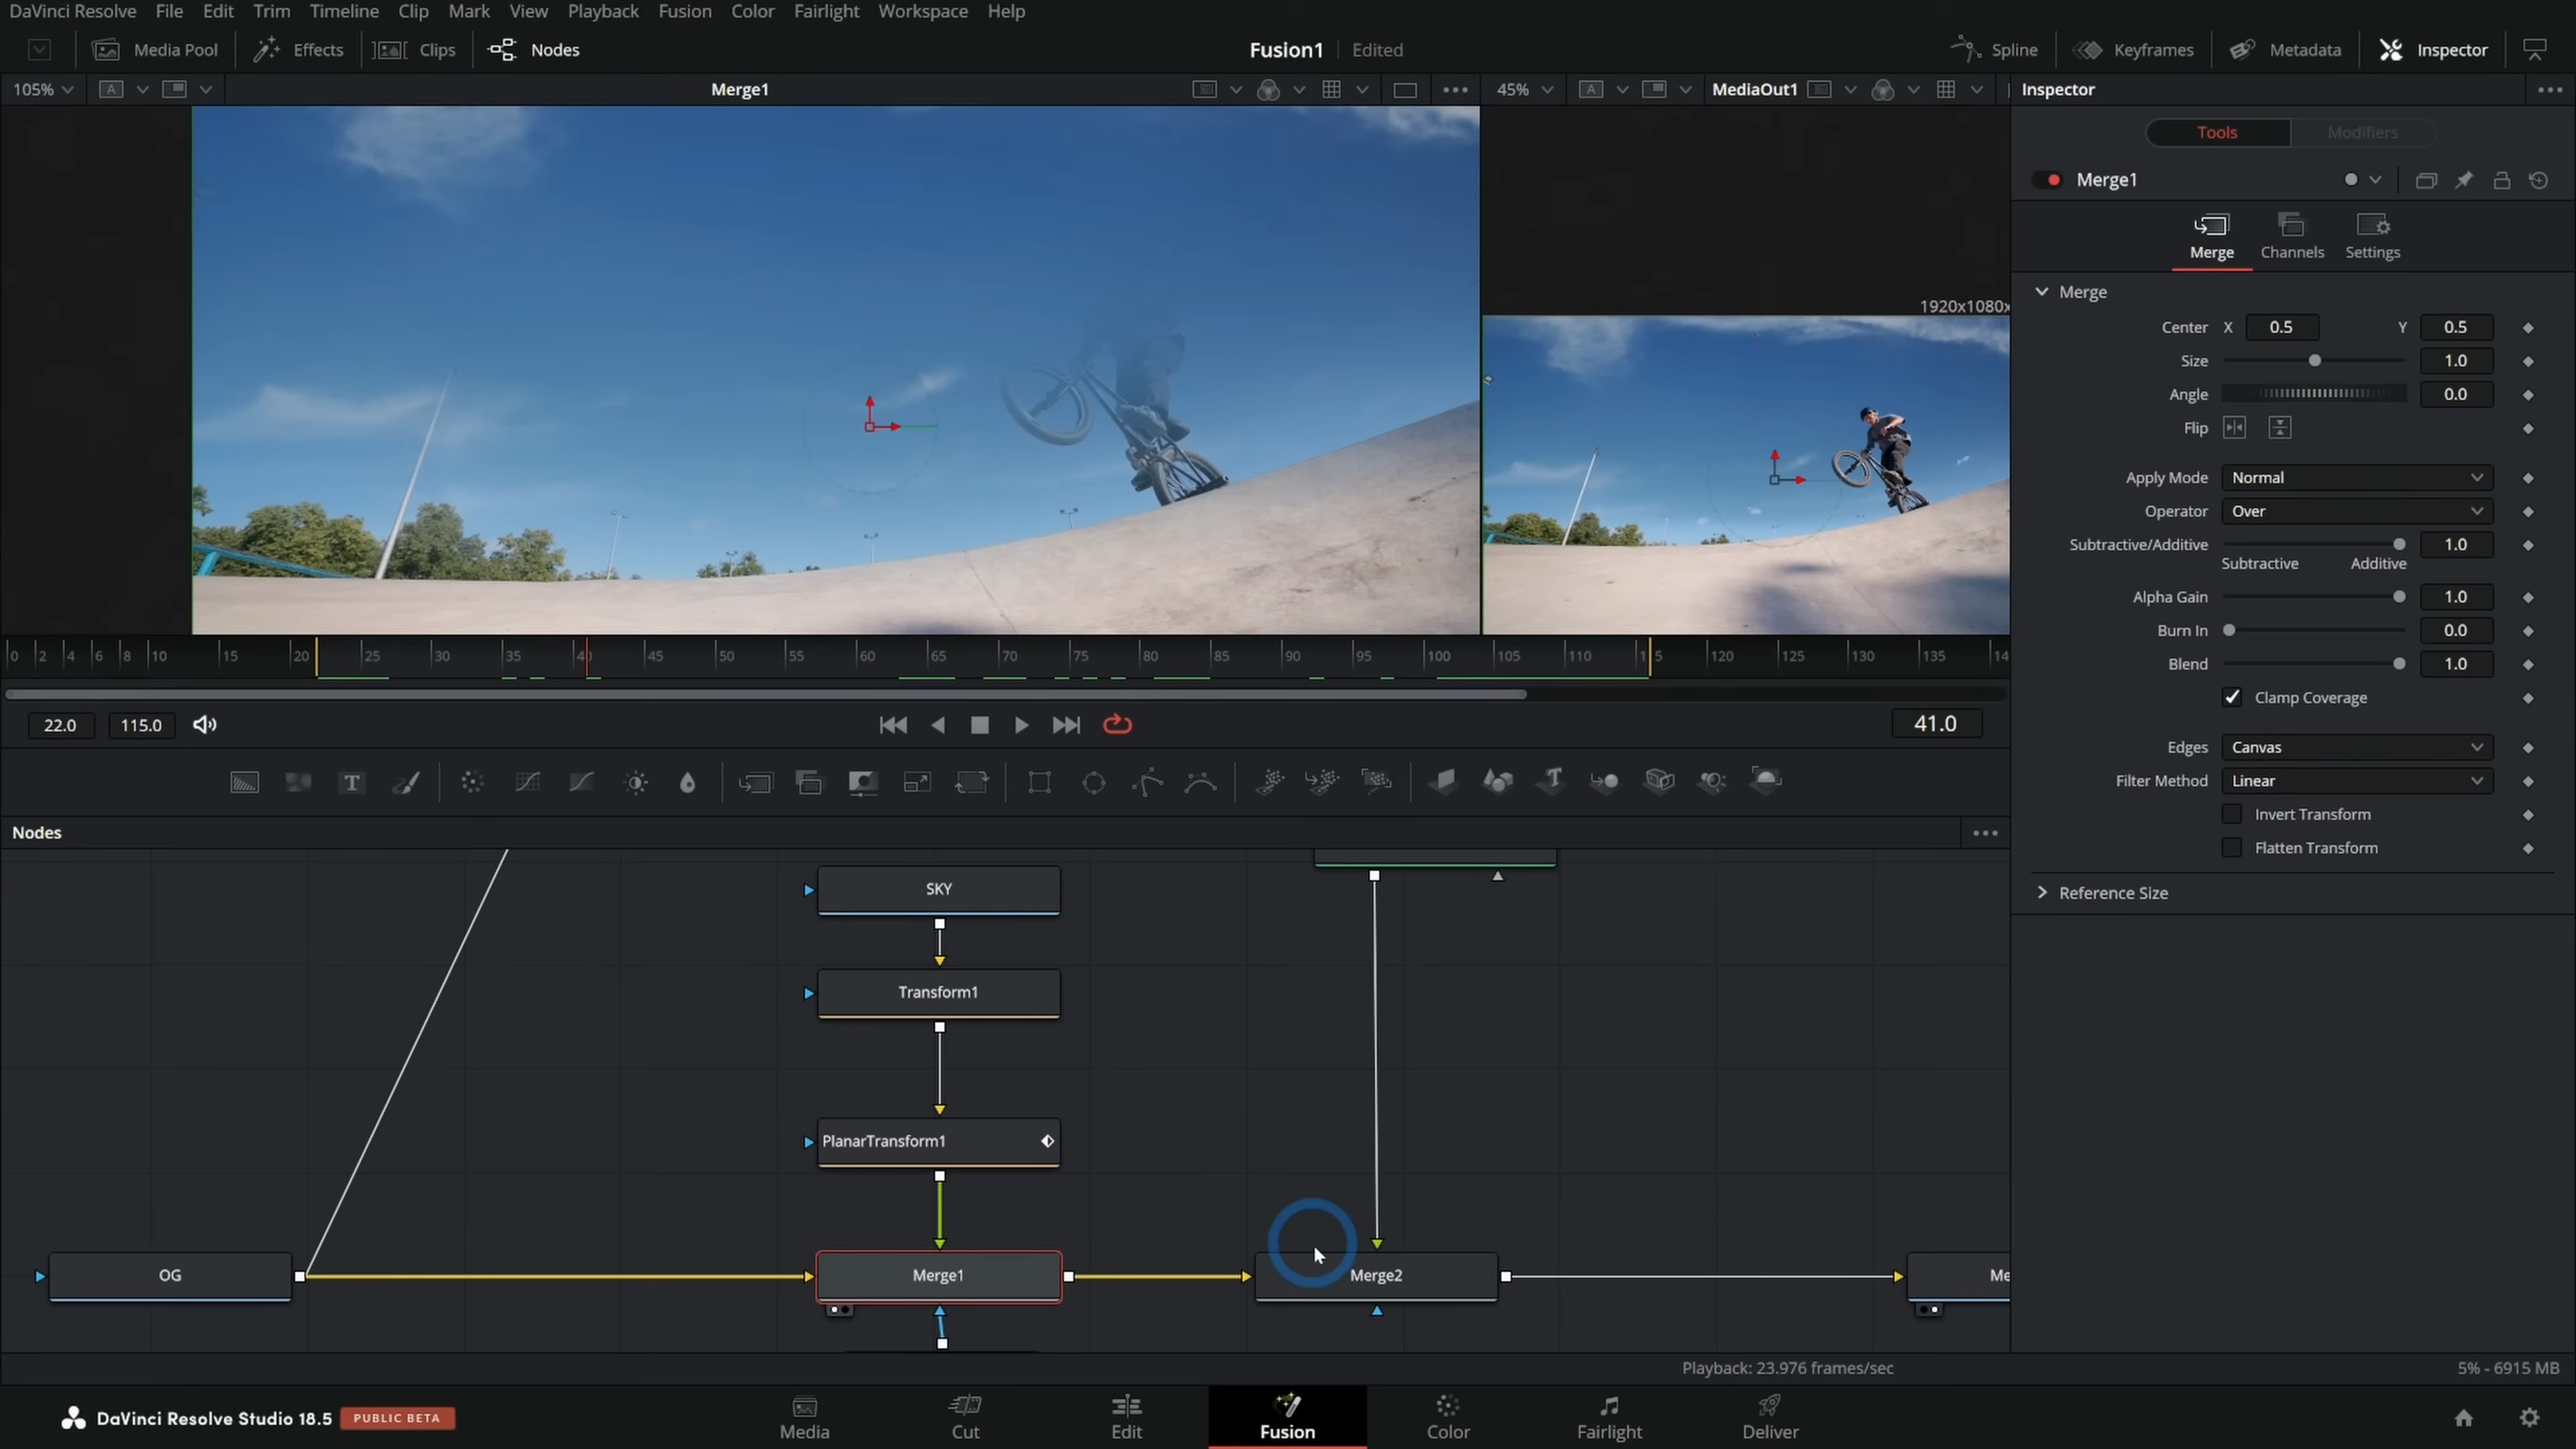 DaVinci Resolve File Edit Trim Timeline Clip Mark View Playback Fusion Color Fairlight Workspace Help
Media Pool Effects Clips Nodes Fusion1 Edited Spline Keyframes Metadata Inspector
105% A Merge1 45% A MediaOut1 Inspector
Tools Modifiers
Merge1
Merge Channels Settings
Merge
1920x1080x
Center X 0.5 Y 0.5
Size 1.0
Angle 0.0
Flip
Apply Mode Normal
Operator Over
Subtractive/Additive 1.0
Subtractive Additive
Alpha Gain 1.0
Burn In 0.0
Blend 1.0
Clamp Coverage
Edges Canvas
Filter Method Linear
Invert Transform
Flatten Transform
Reference Size
0 2 4 6 8 10 15 20 25 30 35 40 45 50 55 60 65 70 75 80 85 90 95 100 105 110 115 120 125 130 135 14
22.0 115.0 41.0
T T
Nodes
SKY
Transform1
PlanarTransform1
OG Merge1 Merge2 Me
Playback: 23.976 frames/sec 5% - 6915 MB
DaVinci Resolve Studio 18.5 PUBLIC BETA
Media Cut Edit Fusion Color Fairlight Deliver